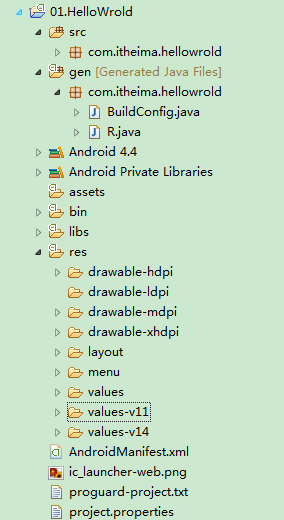 01.HelloWrold
src
com.itheima.hellowrold
gen [Generated Java Files]
com.itheima.hellowrold
BuildConfig.java
R.java
Android 4.4
Android Private Libraries
assets
bin
libs
res
drawable-hdpi
drawable-ldpi
drawable-mdpi
drawable-xhdpi
layout
menu
values
values-v11
values-v14
AndroidManifest.xml
ic_launcher-web.png
proguard-project.txt
project.properties